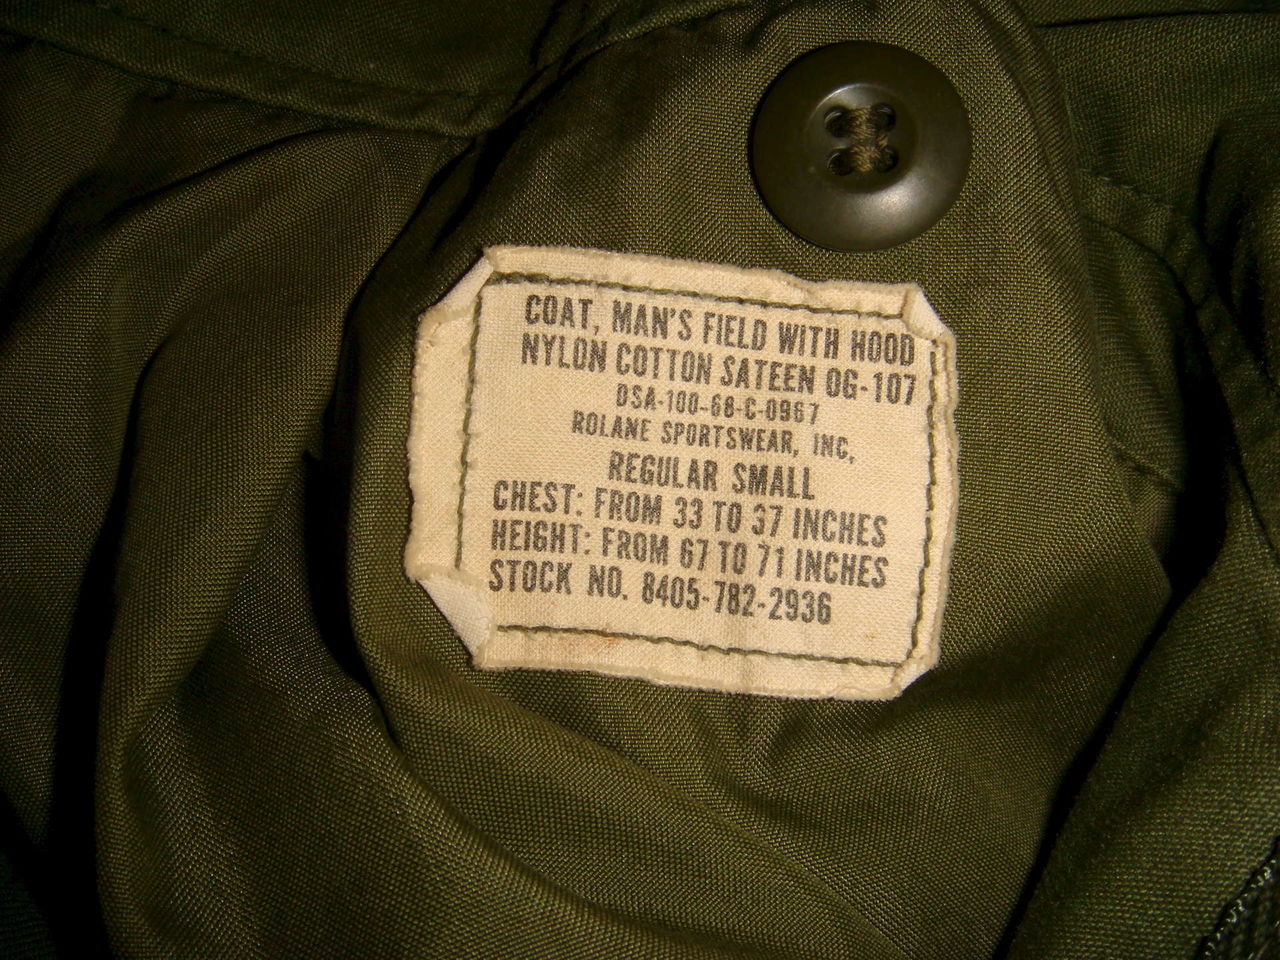 COAT, MAN'S FIELD WITH HOOD
NYLON COTTON SATEEN OG-107
DSA-100-68-C-0967
ROLANE SPORTSWEAR, INC,
REGULAR SMALL
CHEST: FROM 33 TO 37 INCHES
HEIGHT: FROM 67 TO 71 INCHES
STOCK NO. 8405-782-2936